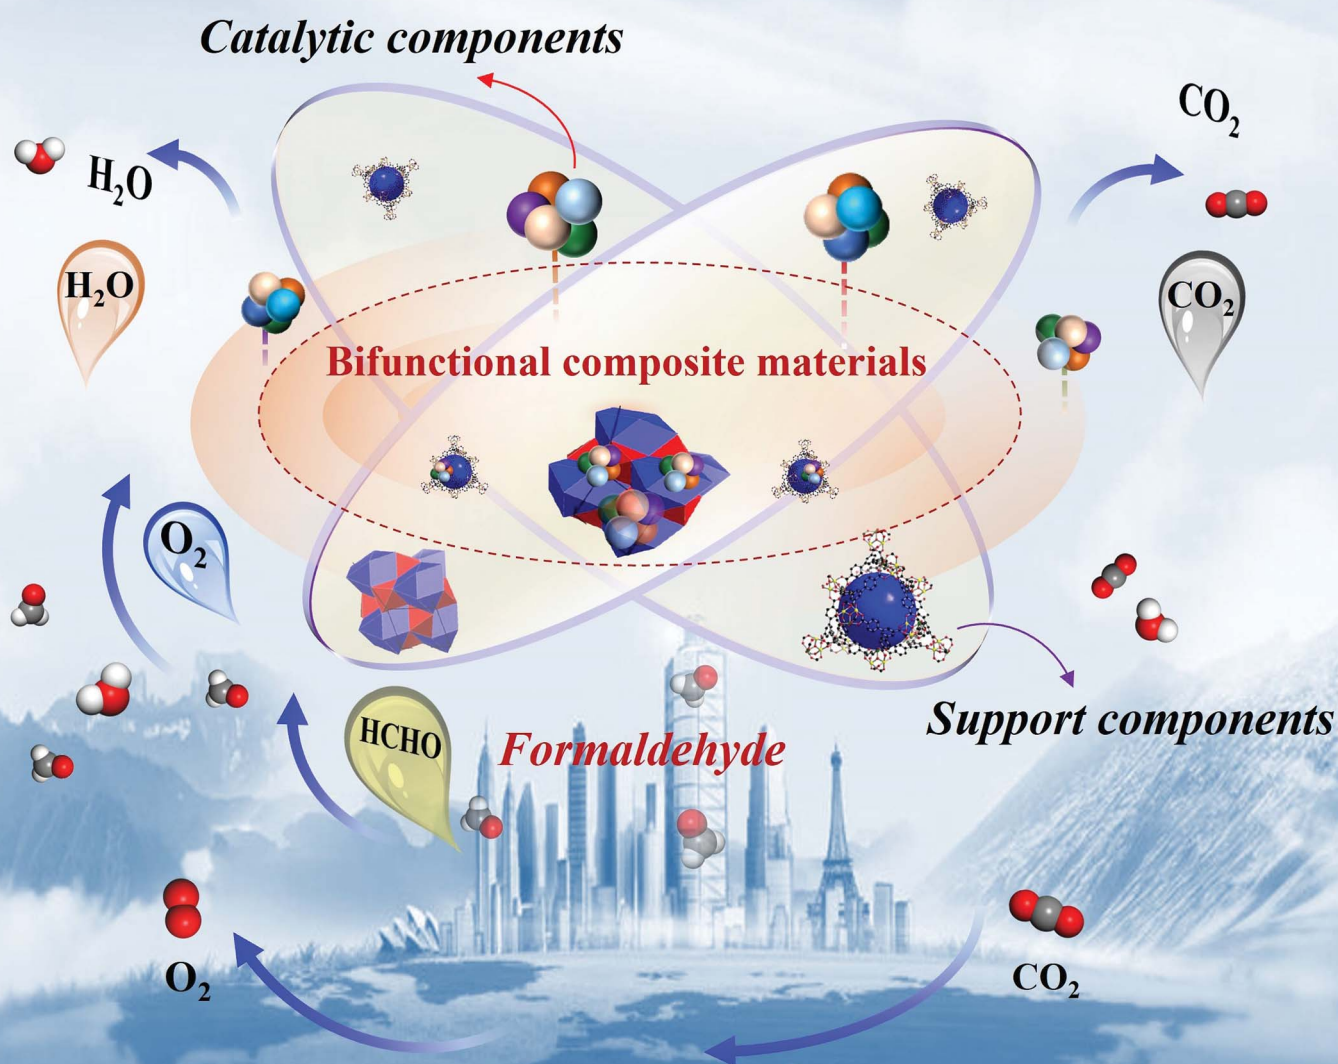 Catalytic components
CO₂
H₂O
H₂O
CO₂
Bifunctional composite materials
O₂
Support components
HCHO
Formaldehyde
O₂
CO₂